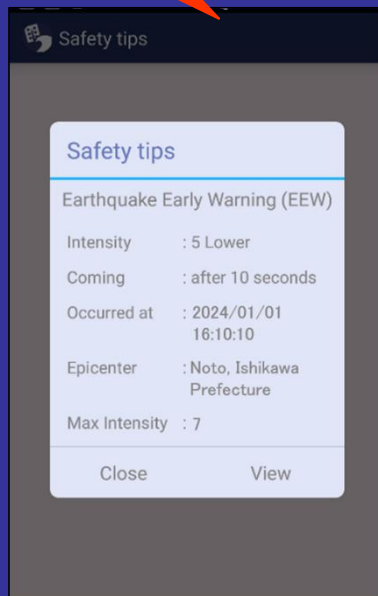 Safety tips
Safety tips
Earthquake Early Warning (EEW)
Intensity : 5 Lower
Coming : after 10 seconds
Occurred at : 2024/01/01
16:10:10
Epicenter : Noto, Ishikawa
Prefecture
Max Intensity : 7
Close View